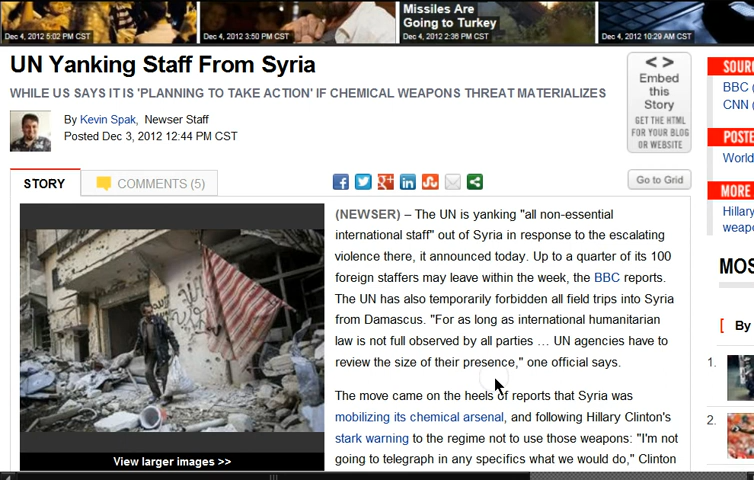 Missiles Are
Going to Turkey
Dec 4, 2012 5:02 PM CST
Dec 4, 2012 3:50 PM CST
Dec 4, 2012 2:36 PM CST
Dec 4, 2012 10:29 AM CST
UN Yanking Staff From Syria
WHILE US SAYS IT IS 'PLANNING TO TAKE ACTION' IF CHEMICAL WEAPONS THREAT MATERIALIZES
By Kevin Spak, Newser Staff
Posted Dec 3, 2012 12:44 PM CST
< >
Embed
this
Story
GET THE HTML
FOR YOUR BLOG
OR WEBSITE
STORY
COMMENTS (5)
Go to Grid
(NEWSER) – The UN is yanking "all non-essential
international staff" out of Syria in response to the escalating
violence there, it announced today. Up to a quarter of its 100
foreign staffers may leave within the week, the BBC reports.
The UN has also temporarily forbidden all field trips into Syria
from Damascus. "For as long as international humanitarian
law is not full observed by all parties … UN agencies have to
review the size of their presence," one official says.
The move came on the heels of reports that Syria was
mobilizing its chemical arsenal, and following Hillary Clinton's
stark warning to the regime not to use those weapons: "I'm not
going to telegraph in any specifics what we would do," Clinton
View larger images >>
SOUR
BBC (
CNN (
POSTE
World
MORE
Hillary
weapo
MOS
[ By
1.
2.